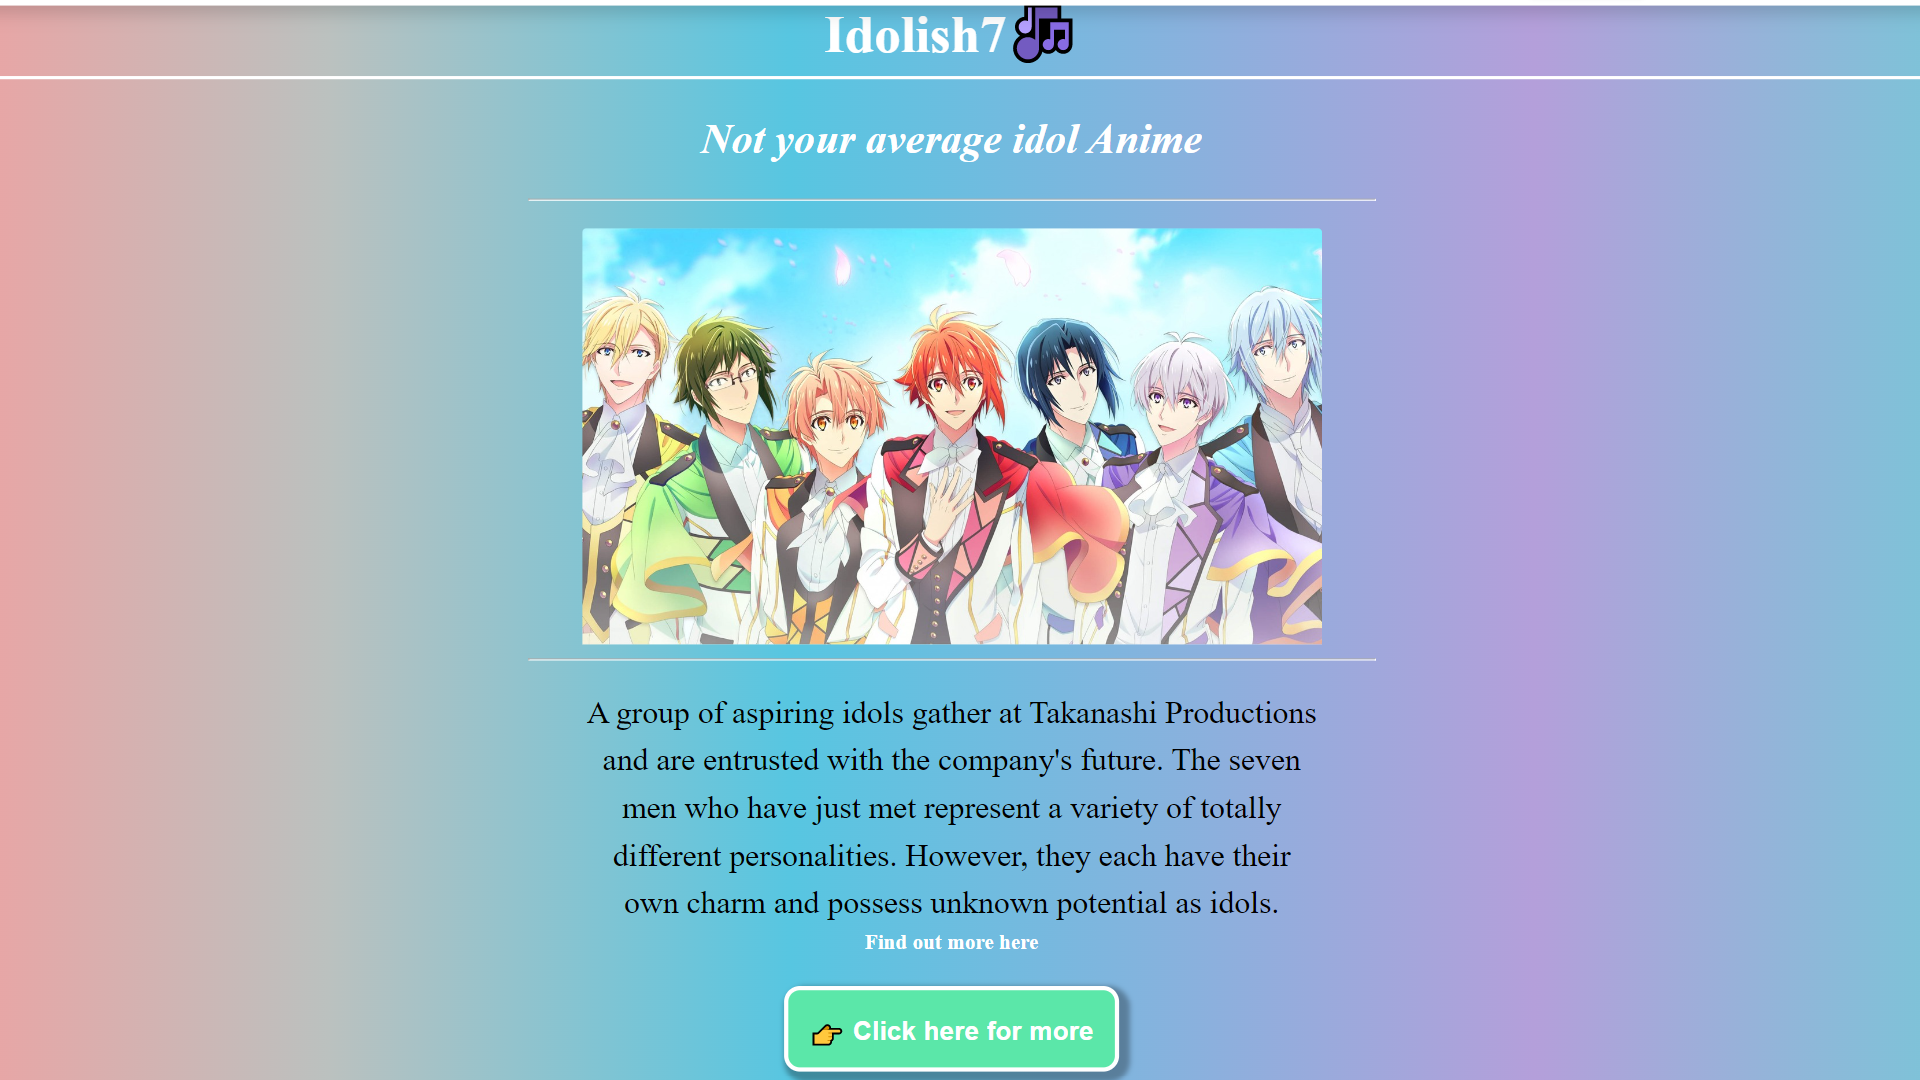 Idolish7🎶
Not your average idol Anime
A group of aspiring idols gather at Takanashi Productions
and are entrusted with the company's future. The seven
men who have just met represent a variety of totally
different personalities. However, they each have their
own charm and possess unknown potential as idols.
Find out more here
👉 Click here for more